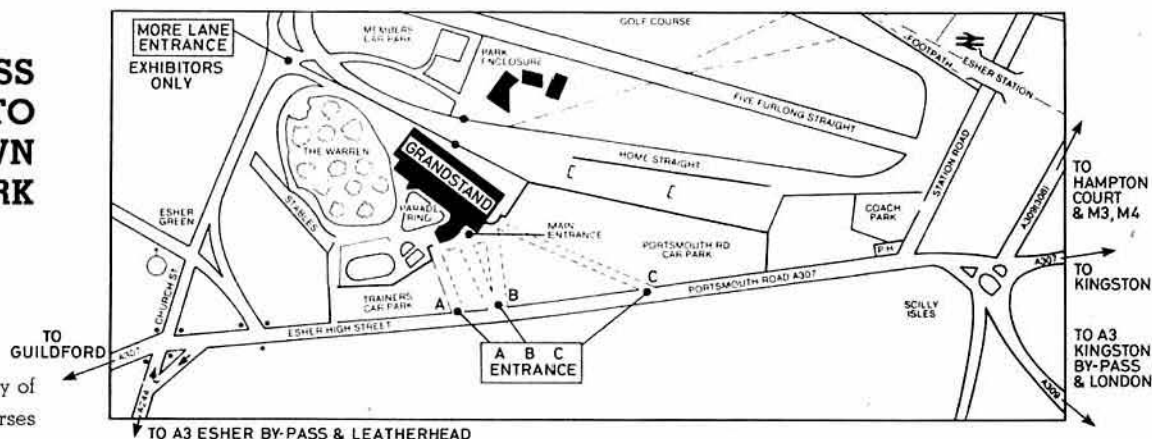 SS
TO
WN
RK
MORE LANE
ENTRANCE
EXHIBITORS
ONLY
MEMBERS
CAR PARK
PARK
ENCLOSURE
GOLF COURSE
FOOTPATH
ESHER STATION
FIVE FURLONG STRAIGHT
HOME STRAIGHT
STATION ROAD
A309(308)
TO
HAMPTON
COURT
& M3, M4
THE WARREN
GRANDSTAND
STABLES
PARADE
RING
MAIN
ENTRANCE
COACH
PARK
P.H.
PORTSMOUTH RD
CAR PARK
ESHER
GREEN
CHURCH ST
TRAINERS
CAR PARK
A
B
C
PORTSMOUTH ROAD A307
A307
TO
KINGSTON
SCILLY
ISLES
ESHER HIGH STREET
A B C
ENTRANCE
TO
GUILDFORD
A307
A244
TO A3
KINGSTON
BY-PASS
& LONDON
A309
y of
rses
TO A3 ESHER BY-PASS & LEATHERHEAD